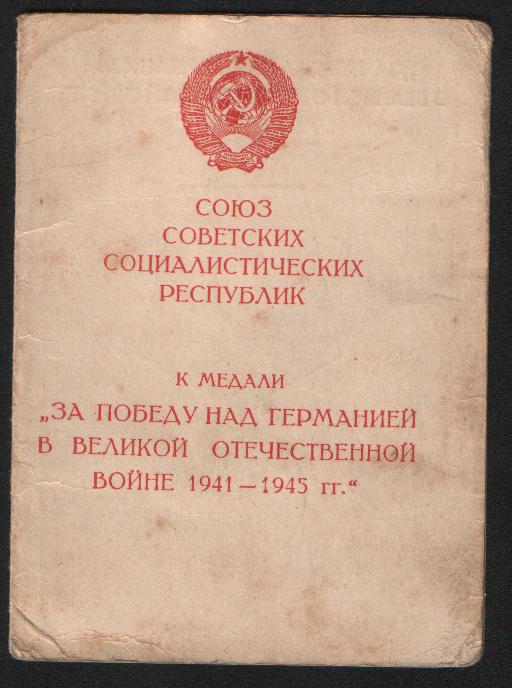 СОЮЗ
СОВЕТСКИХ
СОЦИАЛИСТИЧЕСКИХ
РЕСПУБЛИК
К МЕДАЛИ
„ЗА ПОБЕДУ НАД ГЕРМАНИЕЙ
В ВЕЛИКОЙ ОТЕЧЕСТВЕННОЙ
ВОЙНЕ 1941—1945 гг.“